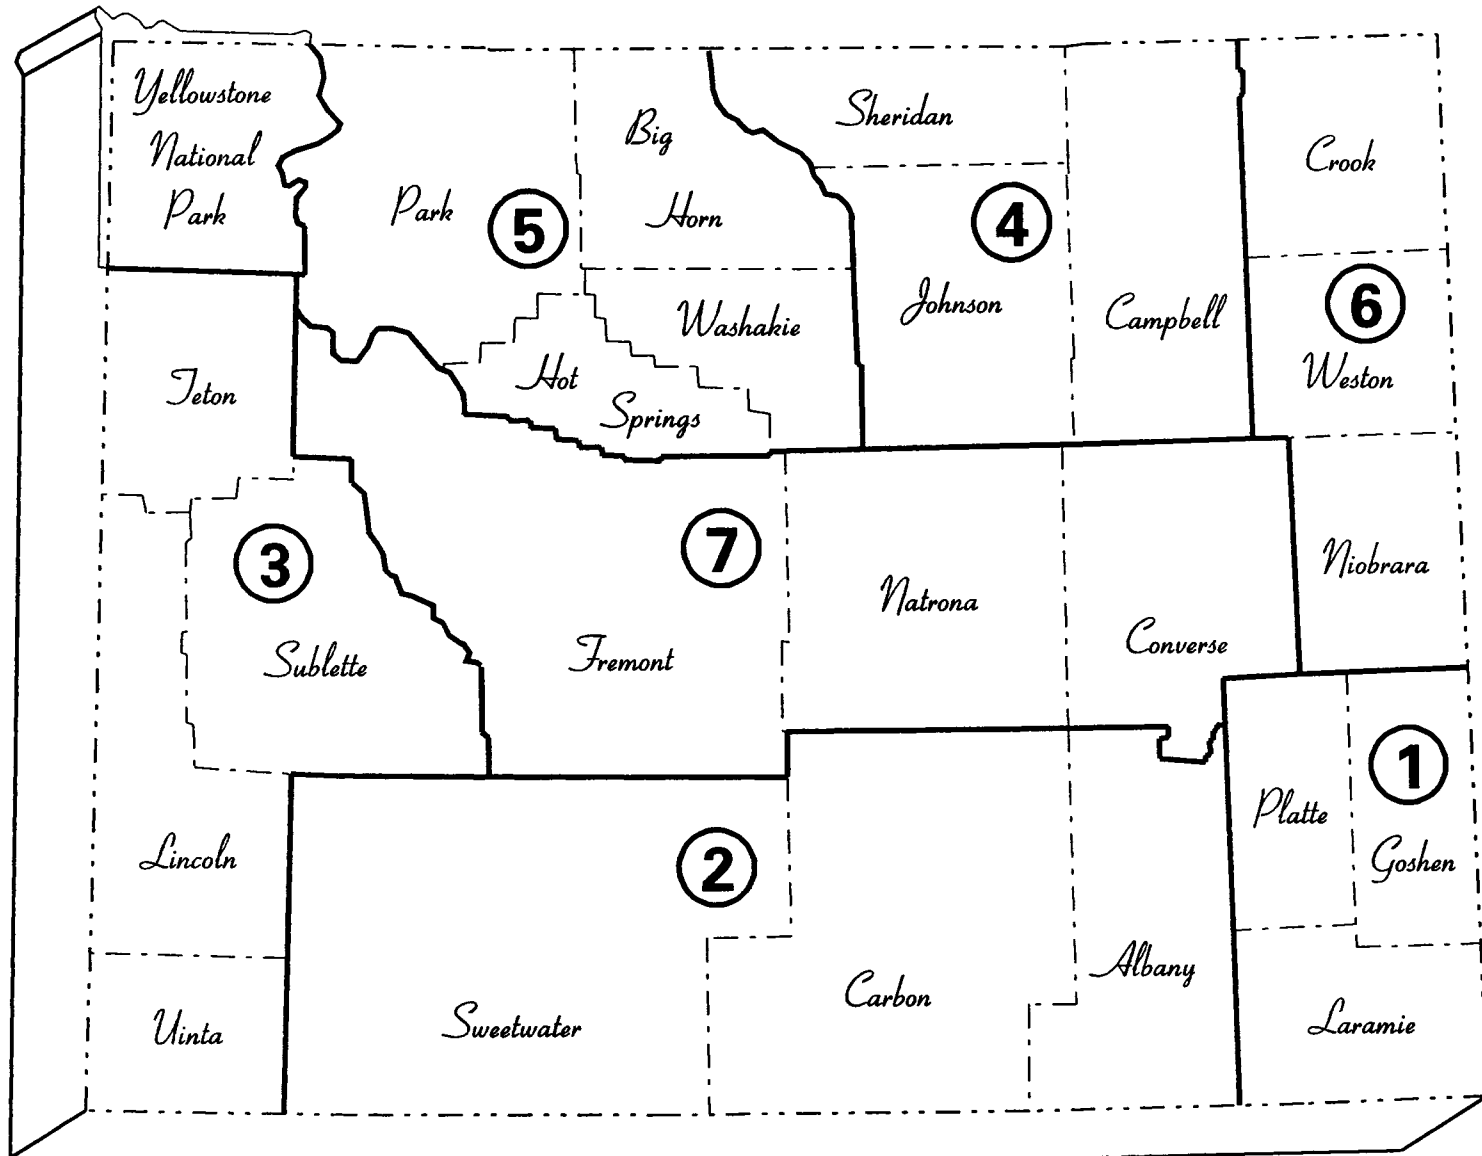 Yellowstone
National
Park
Park
5
Big
Horn
Sheridan
4
Johnson
Campbell
Crook
6
Weston
Washakie
Hot
Springs
Teton
3
Sublette
7
Fremont
Natrona
Converse
Niobrara
Lincoln
2
Platte
1
Goshen
Uinta
Sweetwater
Carbon
Albany
Laramie